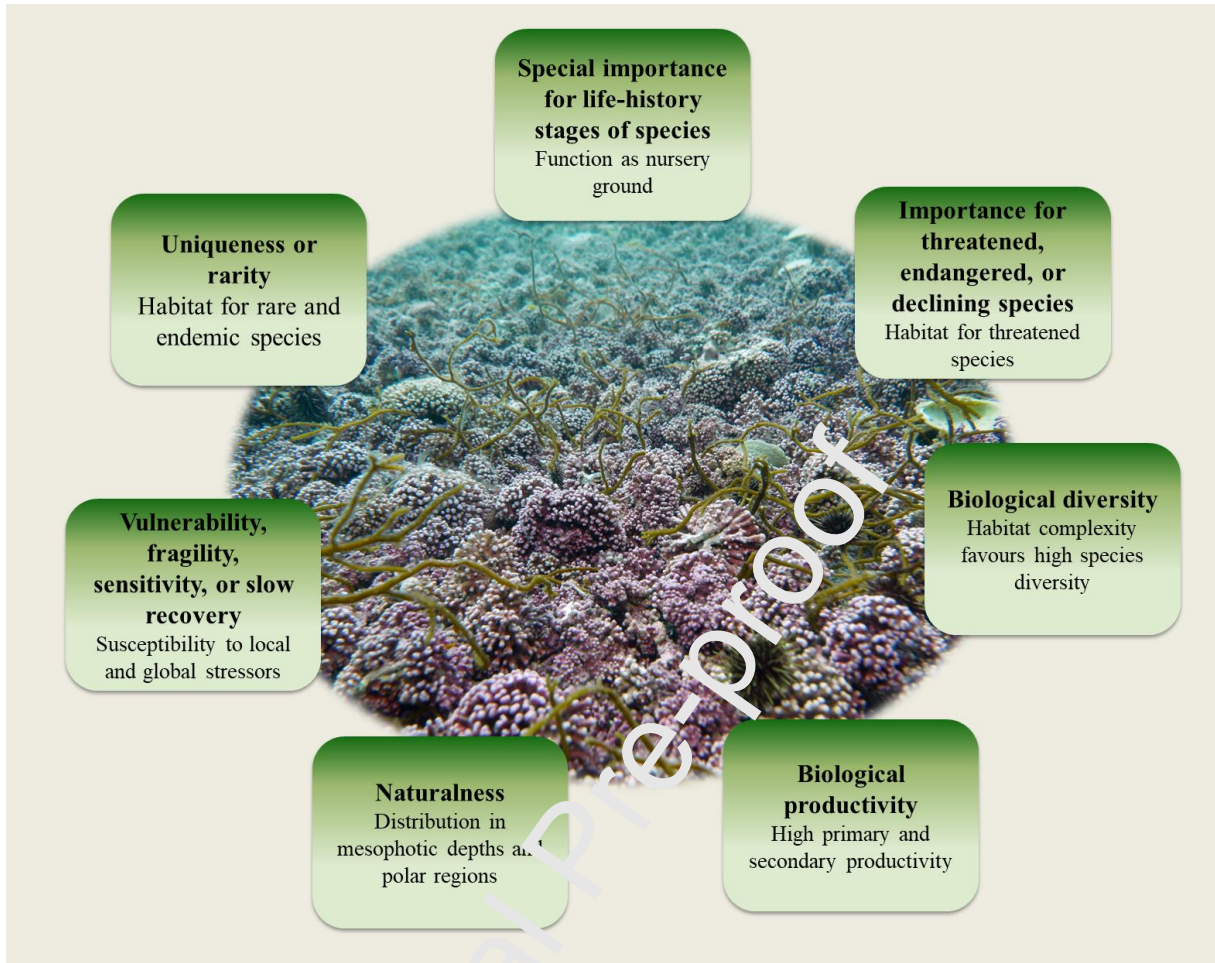 Special importance
for life-history
stages of species
Function as nursery
ground
Importance for
threatened,
endangered, or
declining species
Habitat for threatened
species
Uniqueness or
rarity
Habitat for rare and
endemic species
Biological diversity
Habitat complexity
favours high species
diversity
Vulnerability,
fragility,
sensitivity, or slow
recovery
Susceptibility to local
and global stressors
Biological
productivity
High primary and
secondary productivity
Naturalness
Distribution in
mesophotic depths and
polar regions
al Pre-proof